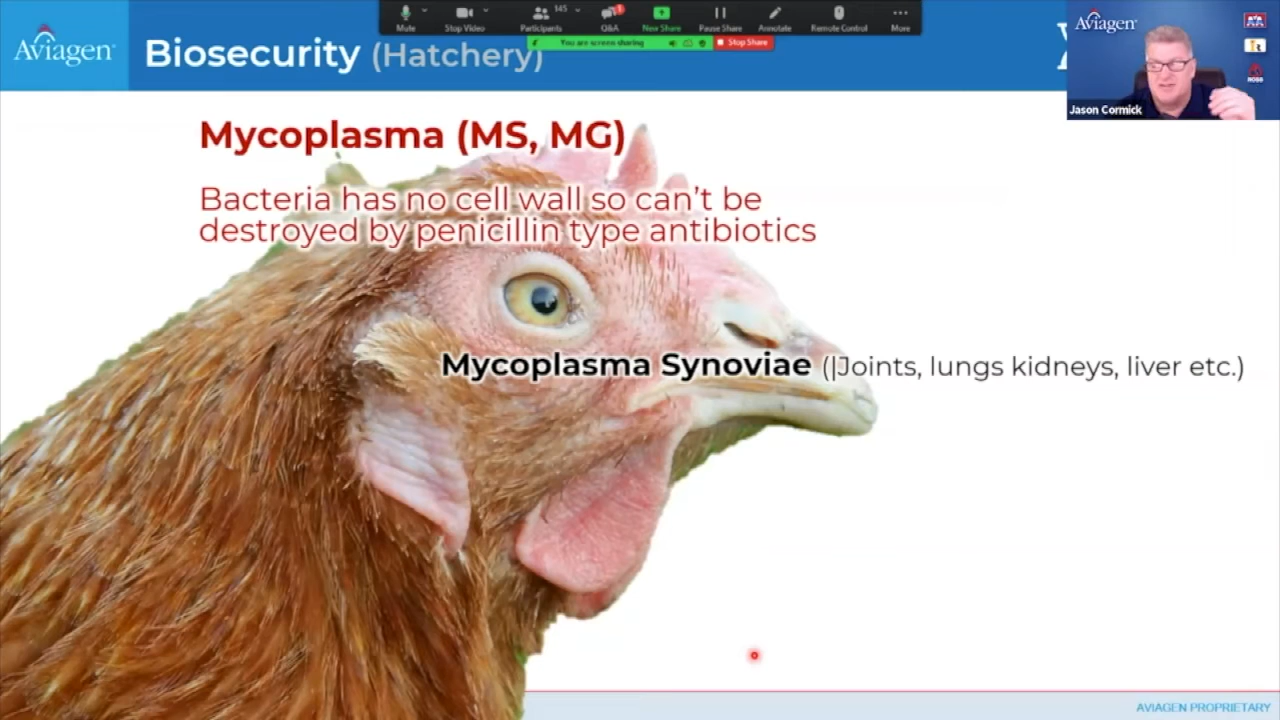 Mute
Stop Video
145
Participants
Q&A
New Share
Pause Share
Annotate
Remote Control
More
You are screen sharing
Stop Share
Aviagen
Biosecurity (Hatchery)
Aviagen
ROSS
Jason Cormick
Mycoplasma (MS, MG)
Bacteria has no cell wall so can't be
destroyed by penicillin type antibiotics
Mycoplasma Synoviae (|Joints, lungs kidneys, liver etc.)
AVIAGEN PROPRIETARY